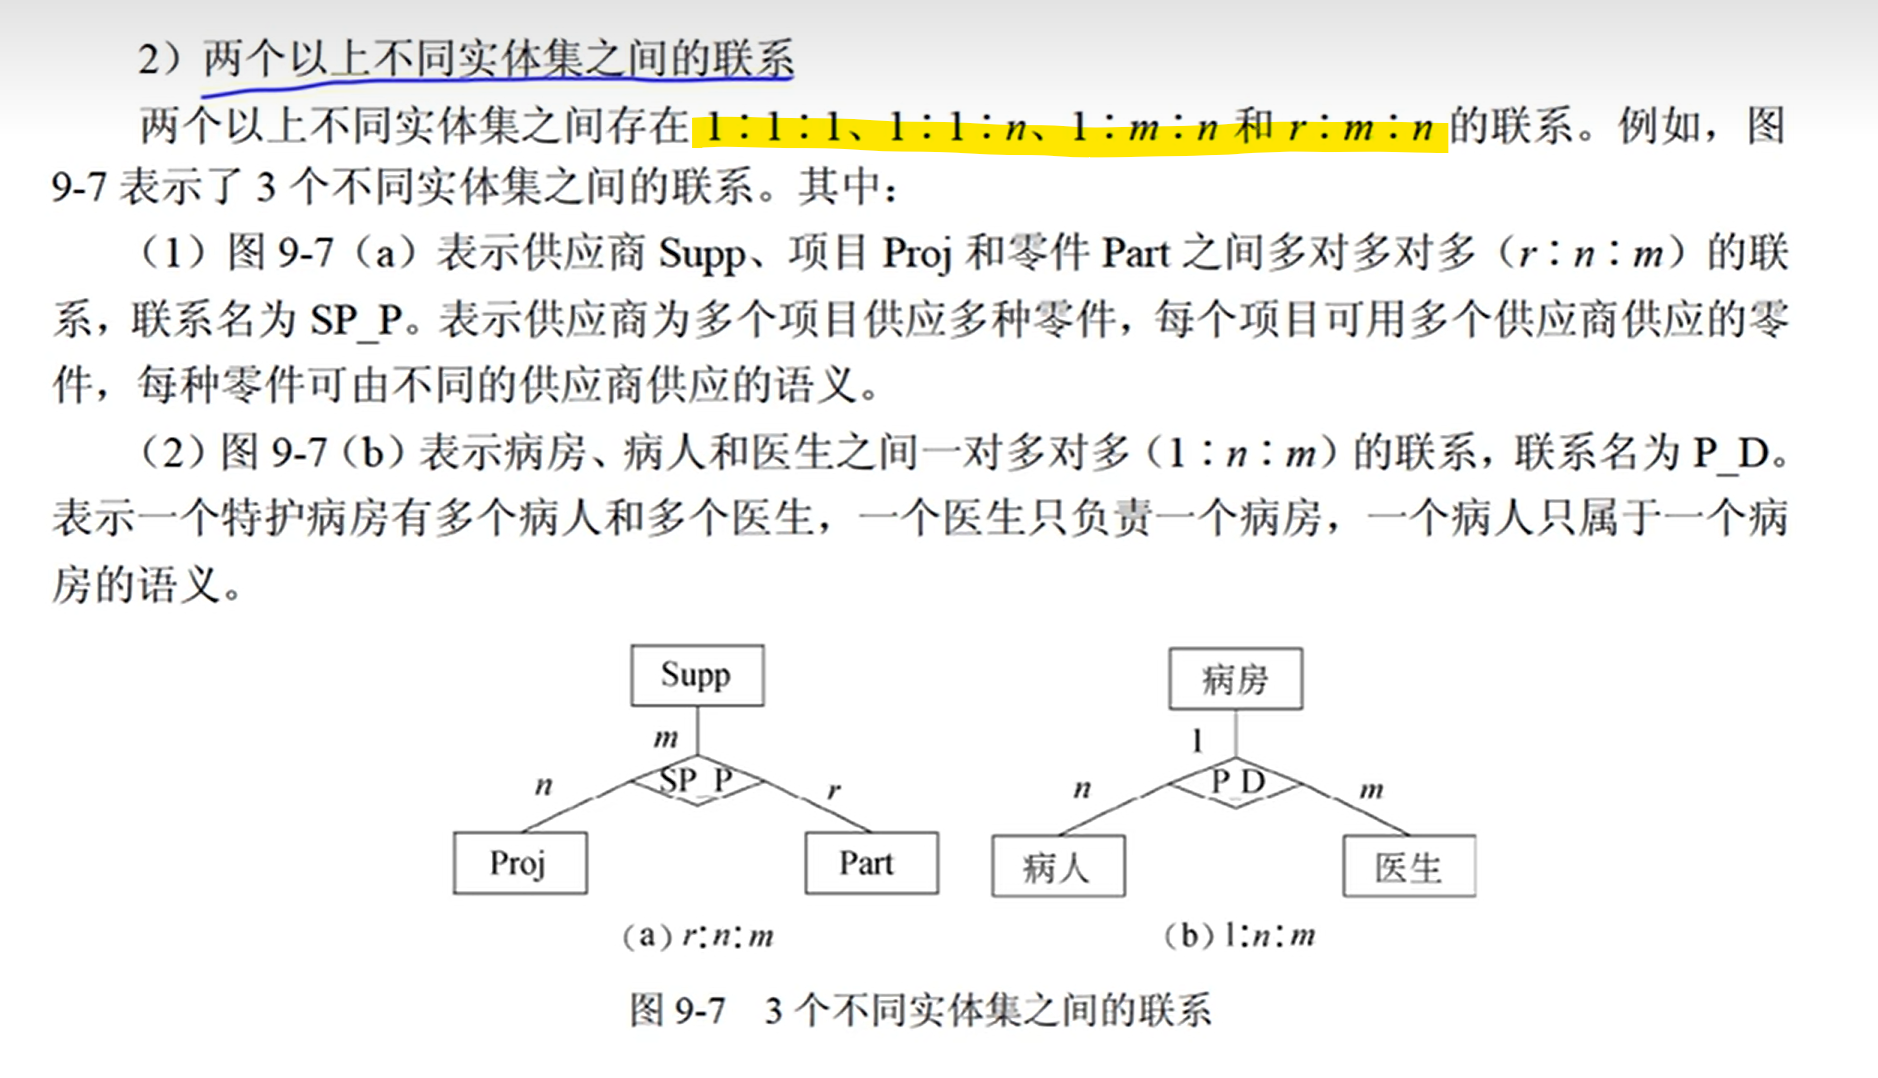 2）两个以上不同实体集之间的联系
两个以上不同实体集之间存在 1∶1∶1、1∶1∶n、1∶m∶n 和 r∶m∶n 的联系。例如，图
9-7 表示了 3 个不同实体集之间的联系。其中：
（1）图 9-7（a）表示供应商 Supp、项目 Proj 和零件 Part 之间多对多对多（r∶n∶m）的联
系，联系名为 SP_P。表示供应商为多个项目供应多种零件，每个项目可用多个供应商供应的零
件，每种零件可由不同的供应商供应的语义。
（2）图 9-7（b）表示病房、病人和医生之间一对多对多（1∶n∶m）的联系，联系名为 P_D。
表示一个特护病房有多个病人和多个医生，一个医生只负责一个病房，一个病人只属于一个病
房的语义。
Supp
m
SP_P
n
r
Proj
Part
（a）r∶n∶m
病房
1
P_D
n
m
病人
医生
（b）1∶n∶m
图 9-7 3 个不同实体集之间的联系